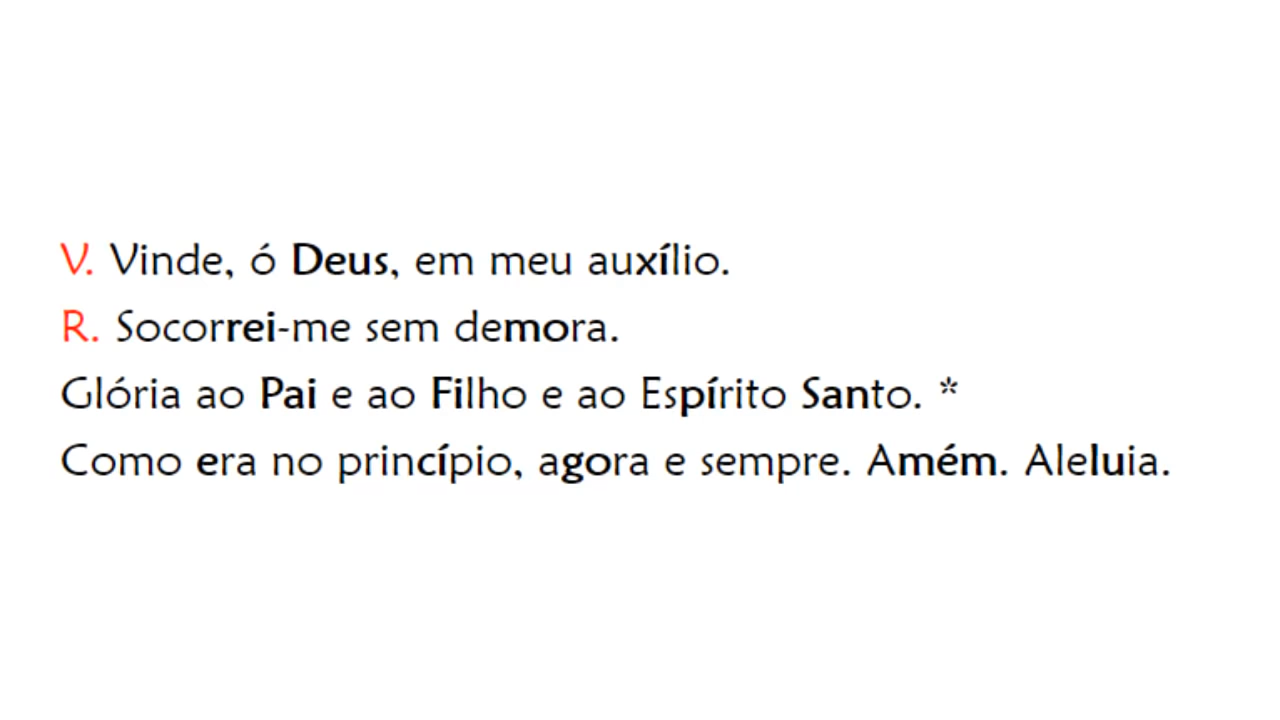 V. Vinde, ó Deus, em meu auxílio.
R. Socorrei-me sem demora.
Glória ao Pai e ao Filho e ao Espírito Santo. *
Como era no princípio, agora e sempre. Amém. Aleluia.